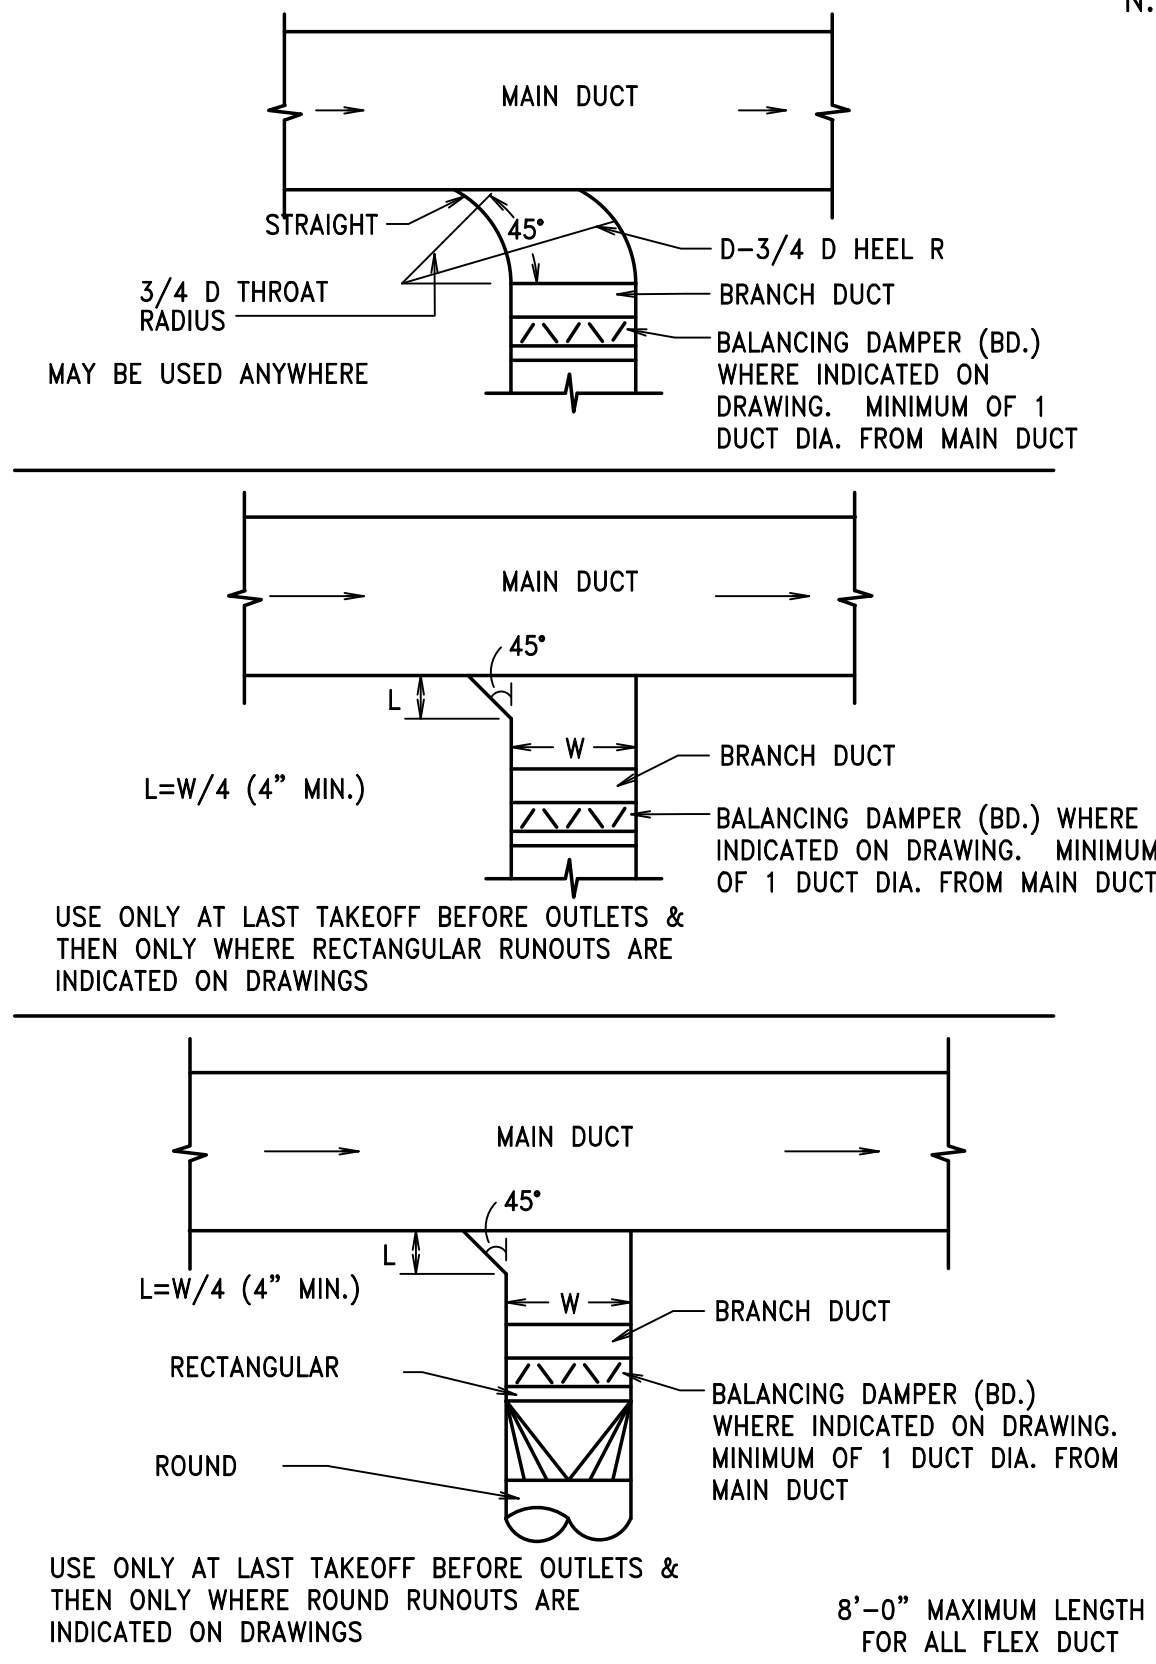 N.
MAIN DUCT
STRAIGHT
45°
D-3/4 D HEEL R
3/4 D THROAT
RADIUS
BRANCH DUCT
MAY BE USED ANYWHERE
BALANCING DAMPER (BD.)
WHERE INDICATED ON
DRAWING. MINIMUM OF 1
DUCT DIA. FROM MAIN DUCT
MAIN DUCT
45°
L
W
BRANCH DUCT
L=W/4 (4" MIN.)
BALANCING DAMPER (BD.) WHERE
INDICATED ON DRAWING. MINIMUM
OF 1 DUCT DIA. FROM MAIN DUCT
USE ONLY AT LAST TAKEOFF BEFORE OUTLETS &
THEN ONLY WHERE RECTANGULAR RUNOUTS ARE
INDICATED ON DRAWINGS
MAIN DUCT
45°
L
L=W/4 (4" MIN.)
W
BRANCH DUCT
RECTANGULAR
BALANCING DAMPER (BD.)
WHERE INDICATED ON DRAWING.
MINIMUM OF 1 DUCT DIA. FROM
MAIN DUCT
ROUND
USE ONLY AT LAST TAKEOFF BEFORE OUTLETS &
THEN ONLY WHERE ROUND RUNOUTS ARE
INDICATED ON DRAWINGS
8'-0" MAXIMUM LENGTH
FOR ALL FLEX DUCT